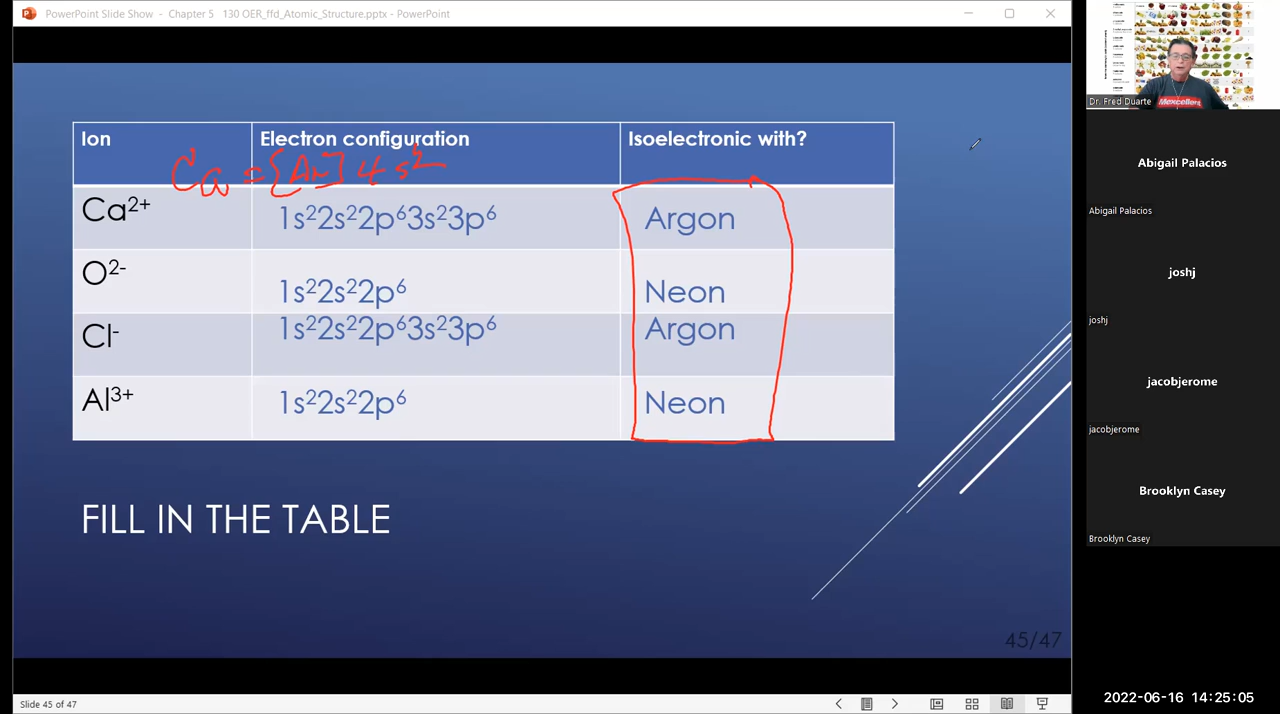 PowerPoint Slide Show - Chapter 5 130 OER_ffd_Atomic_Structure.pptx - PowerPoint
Ion Electron configuration Isoelectronic with?
Ca = [Ar] 4s²
Ca²⁺ 1s²2s²2p⁶3s²3p⁶ Argon
O²⁻ 1s²2s²2p⁶ Neon
Cl⁻ 1s²2s²2p⁶3s²3p⁶ Argon
Al³⁺ 1s²2s²2p⁶ Neon
FILL IN THE TABLE
45/47
Slide 45 of 47
Mexcellent
Dr. Fred Duarte
Abigail Palacios
Abigail Palacios
joshj
joshj
jacobjerome
jacobjerome
Brooklyn Casey
Brooklyn Casey
2022-06-16 14:25:05